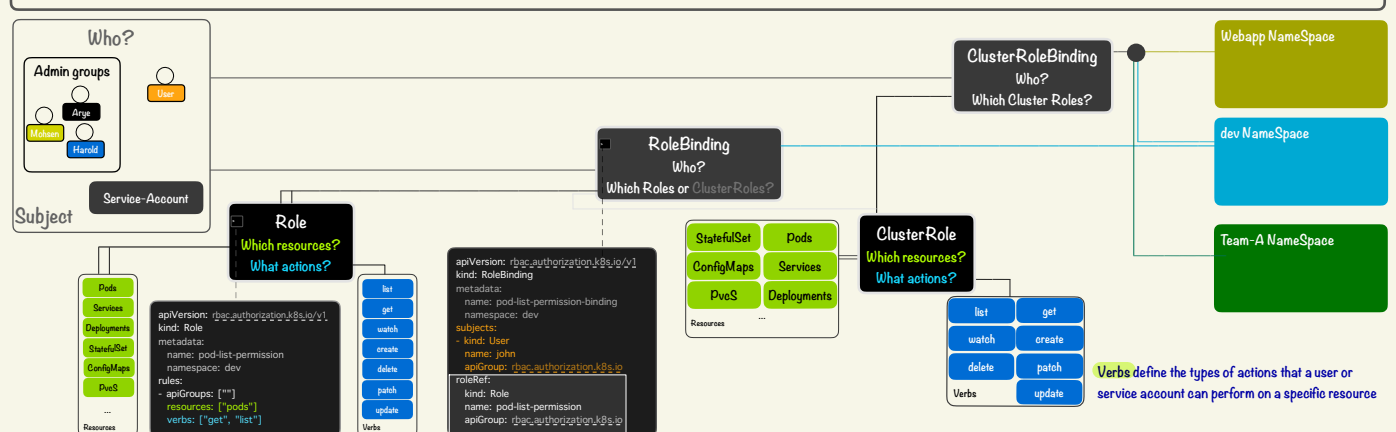 Who?
Admin groups
Arye
Mohsen
Harold
User
Service-Account
Subject
ClusterRoleBinding
Who?
Which Cluster Roles?
Webapp NameSpace
dev NameSpace
Team-A NameSpace
RoleBinding
Who?
Which Roles or ClusterRoles?
Role
Which resources?
What actions?
Pods
Services
Deployments
StatefulSet
ConfigMaps
PvcS
...
Resources
apiVersion: rbac.authorization.k8s.io/v1
kind: Role
metadata:
name: pod-list-permission
namespace: dev
rules:
- apiGroups: [""]
resources: ["pods"]
verbs: ["get", "list"]
list
get
watch
create
delete
patch
update
Verbs
apiVersion: rbac.authorization.k8s.io/v1
kind: RoleBinding
metadata:
name: pod-list-permission-binding
namespace: dev
subjects:
- kind: User
name: john
apiGroup: rbac.authorization.k8s.io
roleRef:
kind: Role
name: pod-list-permission
apiGroup: rbac.authorization.k8s.io
StatefulSet Pods
ConfigMaps Services
PvcS Deployments
...
Resources
ClusterRole
Which resources?
What actions?
list get
watch create
delete patch
Verbs update
Verbs define the types of actions that a user or
service account can perform on a specific resource